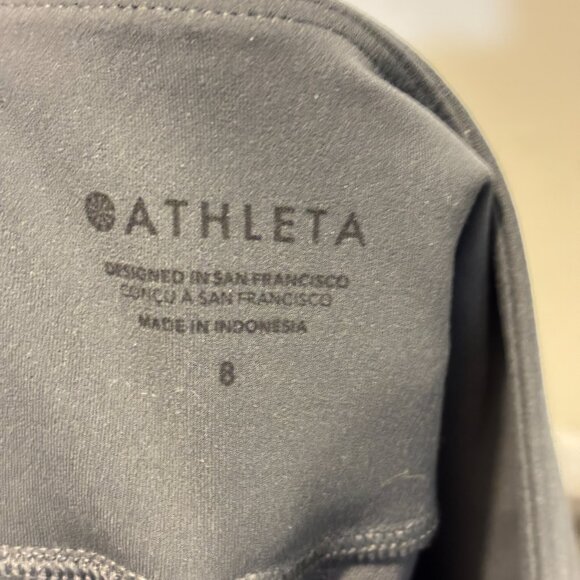 ATHLETA
DESIGNED IN SAN FRANCISCO
CONÇU À SAN FRANCISCO
MADE IN INDONESIA
8